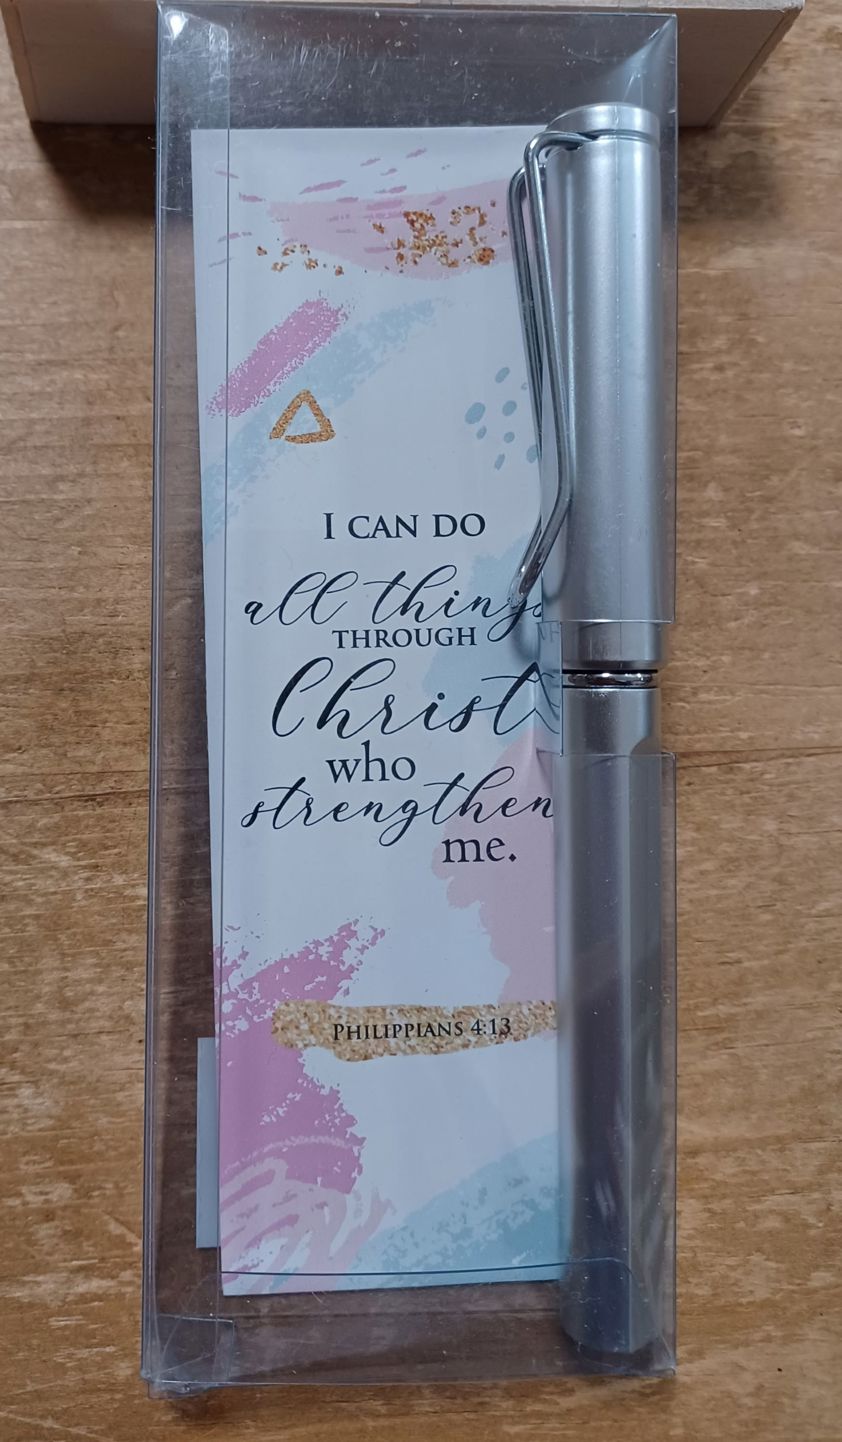 I CAN DO
all things
THROUGH
Christ
who
strengthen
me.
PHILIPPIANS 4:13